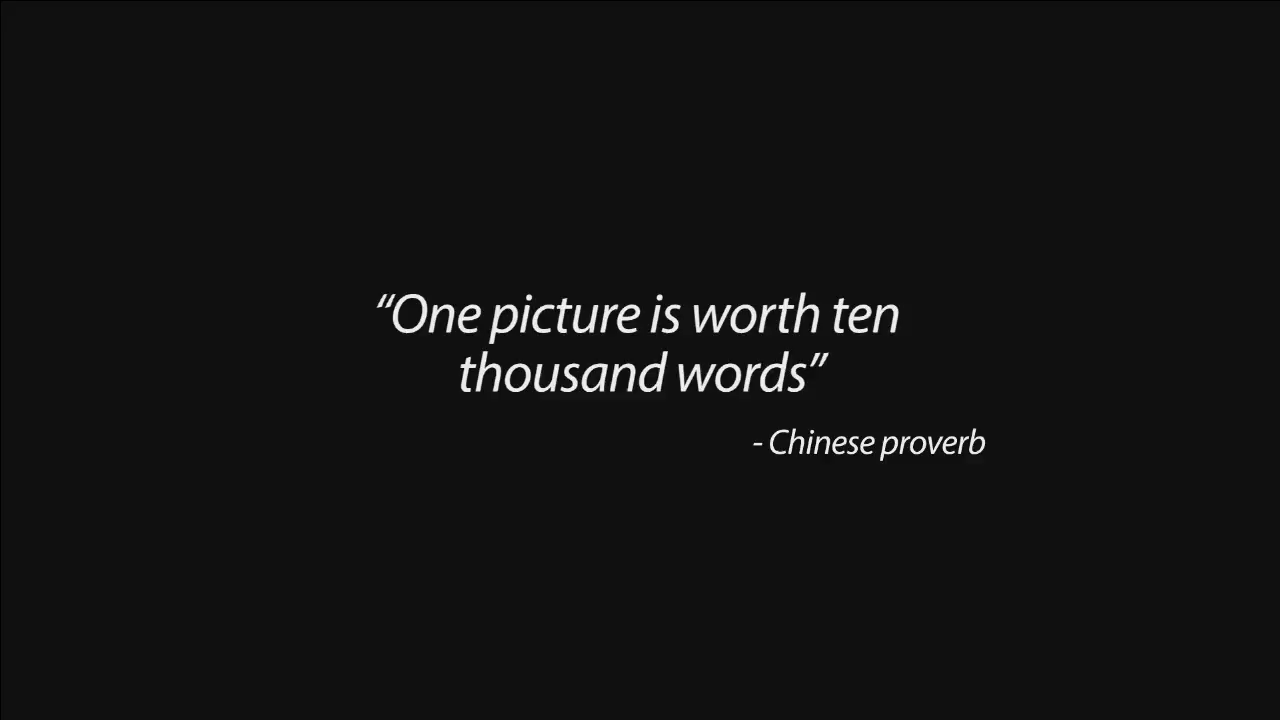 “One picture is worth ten
thousand words”
- Chinese proverb